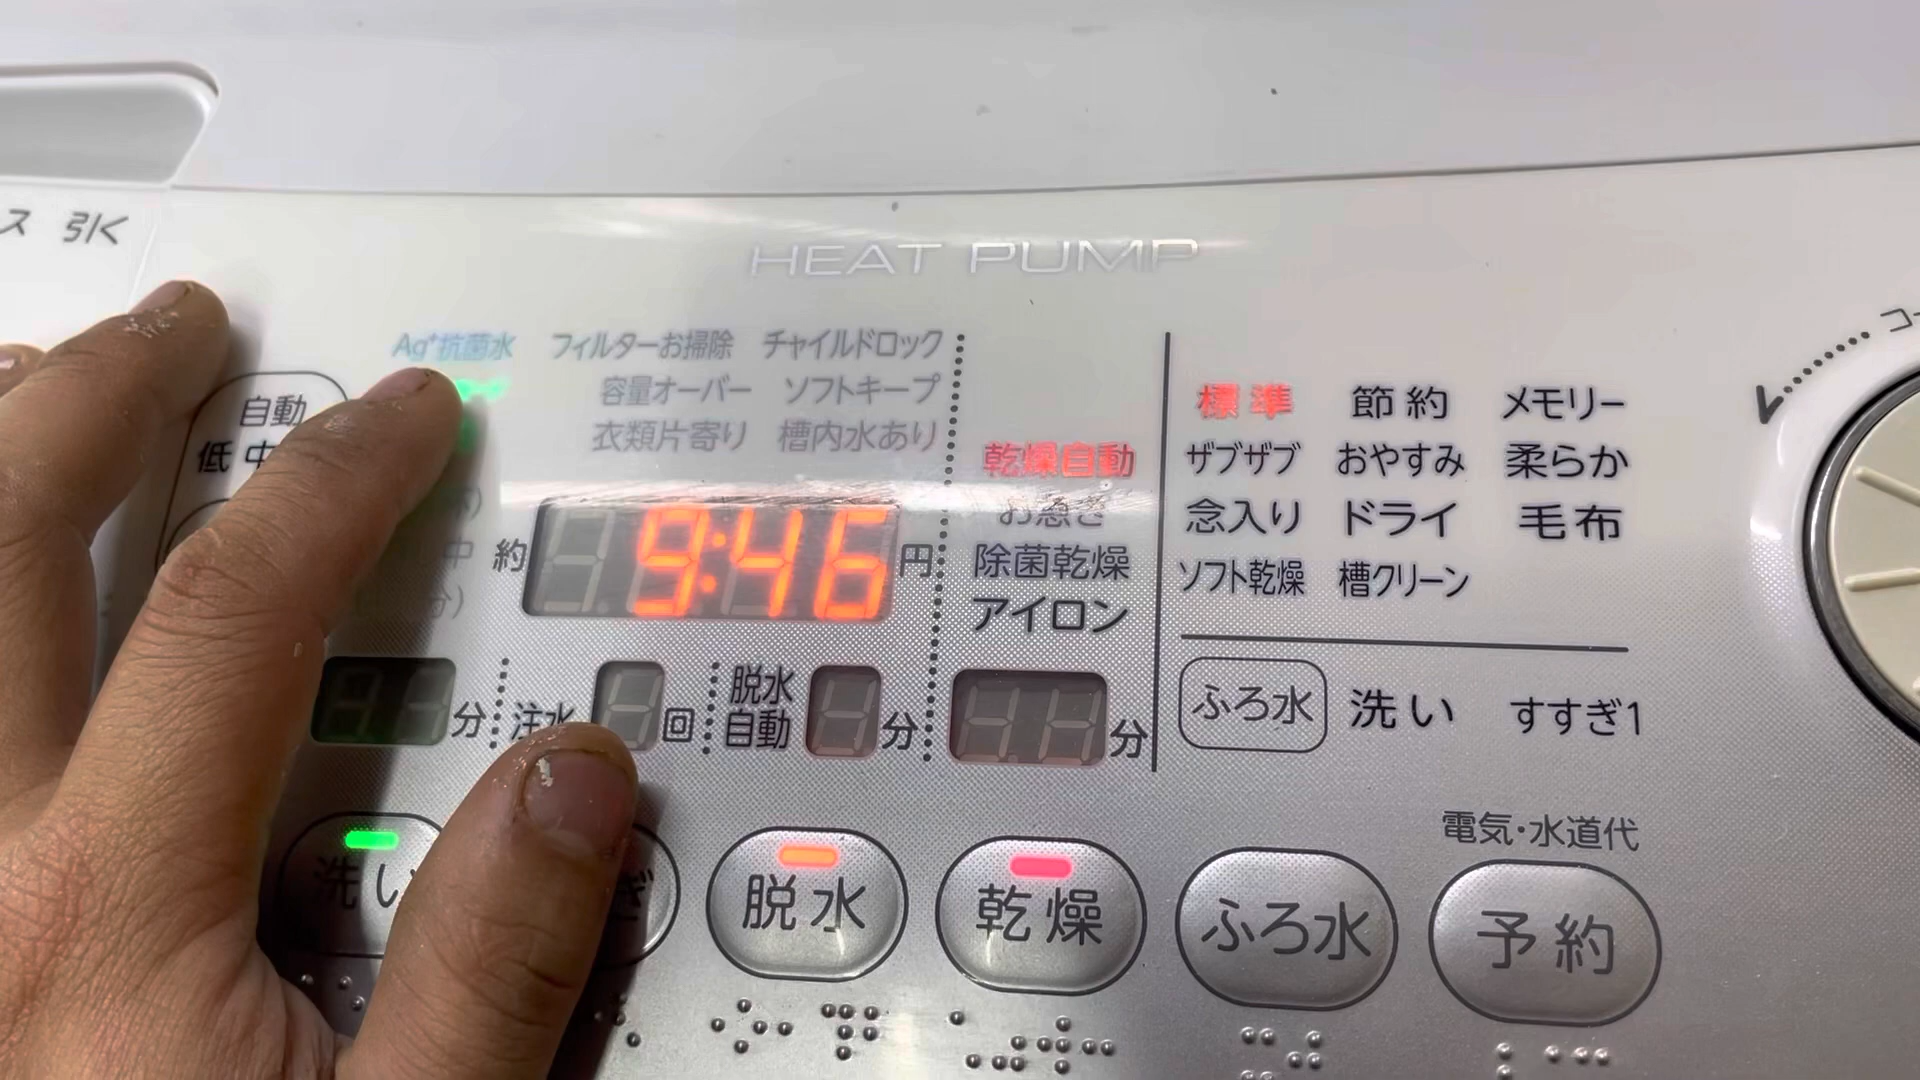 ス 引く
HEAT PUMP
Ag⁺抗菌水 フィルターお掃除 チャイルドロック
容量オーバー ソフトキープ
衣類片寄り 槽内水あり
自動
低 中
約 9:46 円
乾燥自動
お急ぎ
除菌乾燥
アイロン
標準 節約 メモリー
ザブザブ おやすみ 柔らか
念入り ドライ 毛布
ソフト乾燥 槽クリーン
分 注水 回 脱水自動 分 分
ふろ水 洗い すすぎ1
電気・水道代
洗い 脱水 乾燥 ふろ水 予約